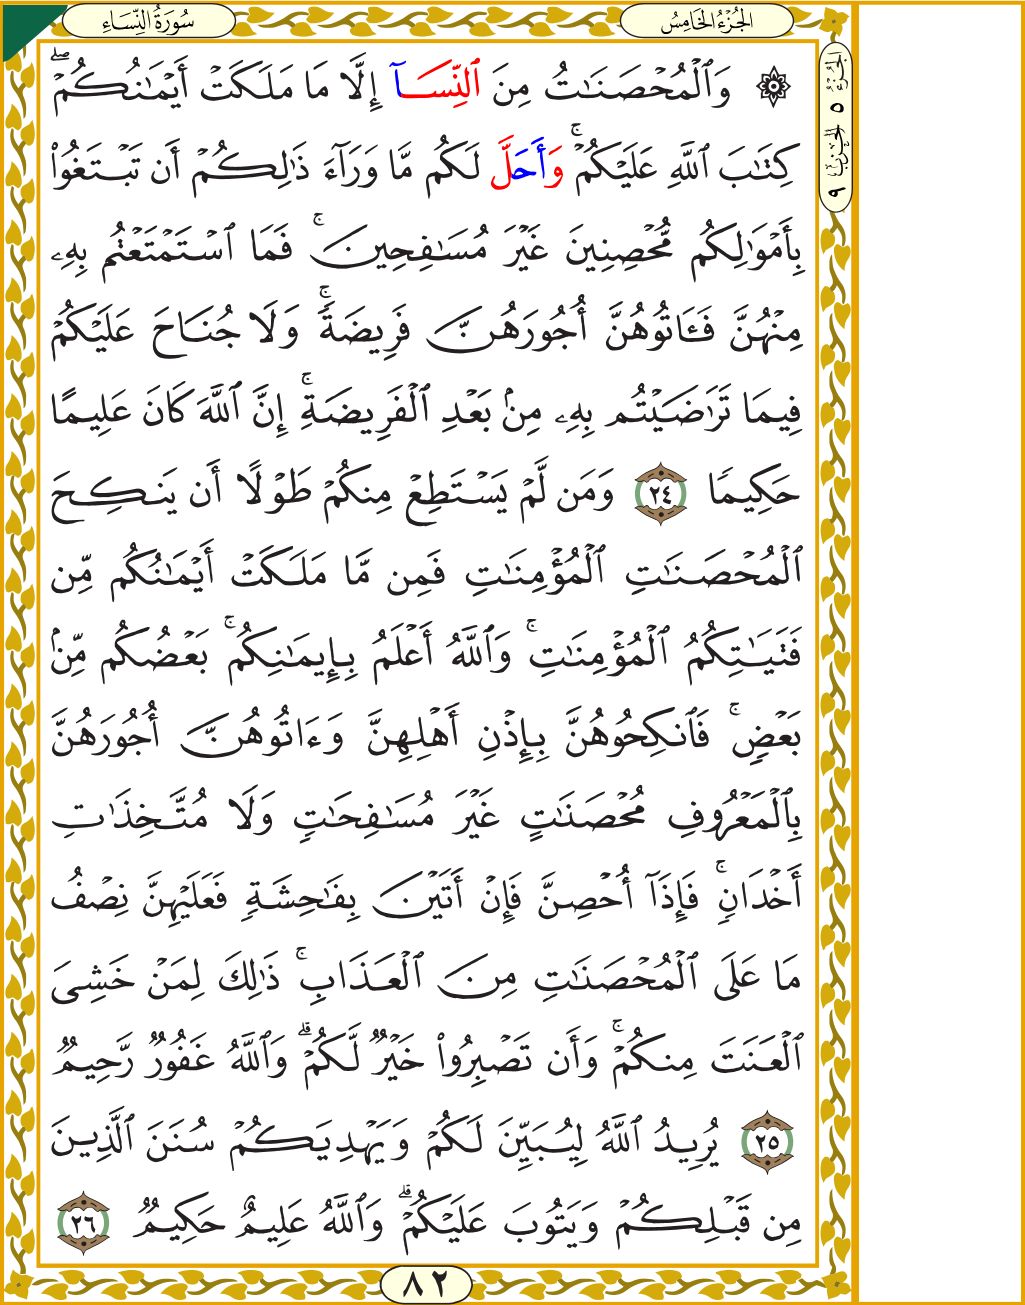 سُورَةُ النِّسَاءِ
الجُزْءُ الخَامِسُ
الجُزْءُ ٥ الحِزْبُ ٩
۞ وَٱلْمُحْصَنَٰتُ مِنَ ٱلنِّسَآ إِلَّا مَا مَلَكَتْ أَيْمَٰنُكُمْ ۖ
كِتَٰبَ ٱللَّهِ عَلَيْكُمْ ۚ وَأَحَلَّ لَكُم مَّا وَرَآءَ ذَٰلِكُمْ أَن تَبْتَغُوا۟
بِأَمْوَٰلِكُم مُّحْصِنِينَ غَيْرَ مُسَٰفِحِينَ ۚ فَمَا ٱسْتَمْتَعْتُم بِهِۦ
مِنْهُنَّ فَـَٔاتُوهُنَّ أُجُورَهُنَّ فَرِيضَةً ۚ وَلَا جُنَاحَ عَلَيْكُمْ
فِيمَا تَرَٰضَيْتُم بِهِۦ مِنۢ بَعْدِ ٱلْفَرِيضَةِ ۚ إِنَّ ٱللَّهَ كَانَ عَلِيمًا
حَكِيمًا ٢٤ وَمَن لَّمْ يَسْتَطِعْ مِنكُمْ طَوْلًا أَن يَنكِحَ
ٱلْمُحْصَنَٰتِ ٱلْمُؤْمِنَٰتِ فَمِن مَّا مَلَكَتْ أَيْمَٰنُكُم مِّن
فَتَيَٰتِكُمُ ٱلْمُؤْمِنَٰتِ ۚ وَٱللَّهُ أَعْلَمُ بِإِيمَٰنِكُم ۚ بَعْضُكُم مِّنۢ
بَعْضٍ ۚ فَٱنكِحُوهُنَّ بِإِذْنِ أَهْلِهِنَّ وَءَاتُوهُنَّ أُجُورَهُنَّ
بِٱلْمَعْرُوفِ مُحْصَنَٰتٍ غَيْرَ مُسَٰفِحَٰتٍ وَلَا مُتَّخِذَٰتِ
أَخْدَانٍ ۚ فَإِذَآ أُحْصِنَّ فَإِنْ أَتَيْنَ بِفَٰحِشَةٍ فَعَلَيْهِنَّ نِصْفُ
مَا عَلَى ٱلْمُحْصَنَٰتِ مِنَ ٱلْعَذَابِ ۚ ذَٰلِكَ لِمَنْ خَشِىَ
ٱلْعَنَتَ مِنكُمْ ۚ وَأَن تَصْبِرُوا۟ خَيْرٌ لَّكُمْ ۗ وَٱللَّهُ غَفُورٌ رَّحِيمٌ
٢٥ يُرِيدُ ٱللَّهُ لِيُبَيِّنَ لَكُمْ وَيَهْدِيَكُمْ سُنَنَ ٱلَّذِينَ
مِن قَبْلِكُمْ وَيَتُوبَ عَلَيْكُمْ ۗ وَٱللَّهُ عَلِيمٌ حَكِيمٌ ٢٦
٨٢